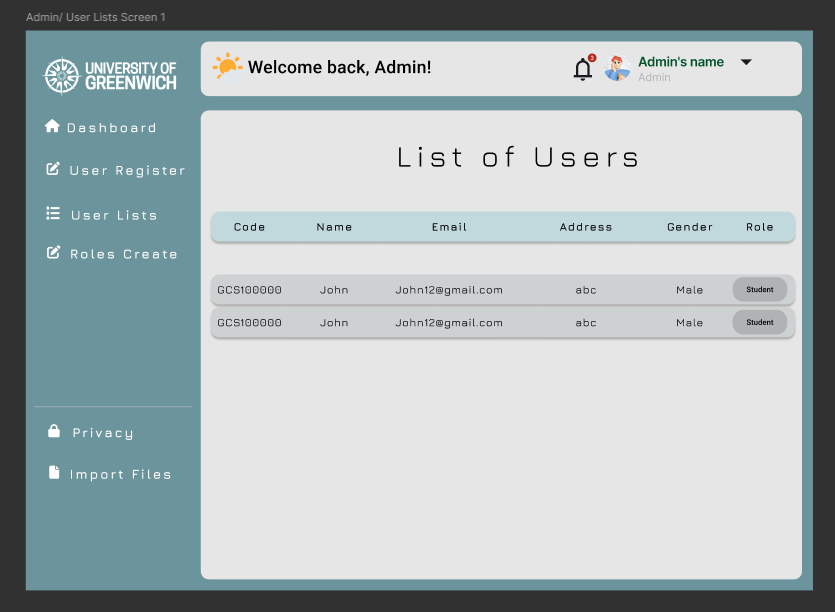 Admin/ User Lists Screen 1
UNIVERSITY OF
GREENWICH
Welcome back, Admin!
3
Admin's name
Admin
Dashboard
User Register
User Lists
Roles Create
Privacy
Import Files
List of Users
Code Name Email Address Gender Role
GCS100000 John John12@gmail.com abc Male Student
GCS100000 John John12@gmail.com abc Male Student